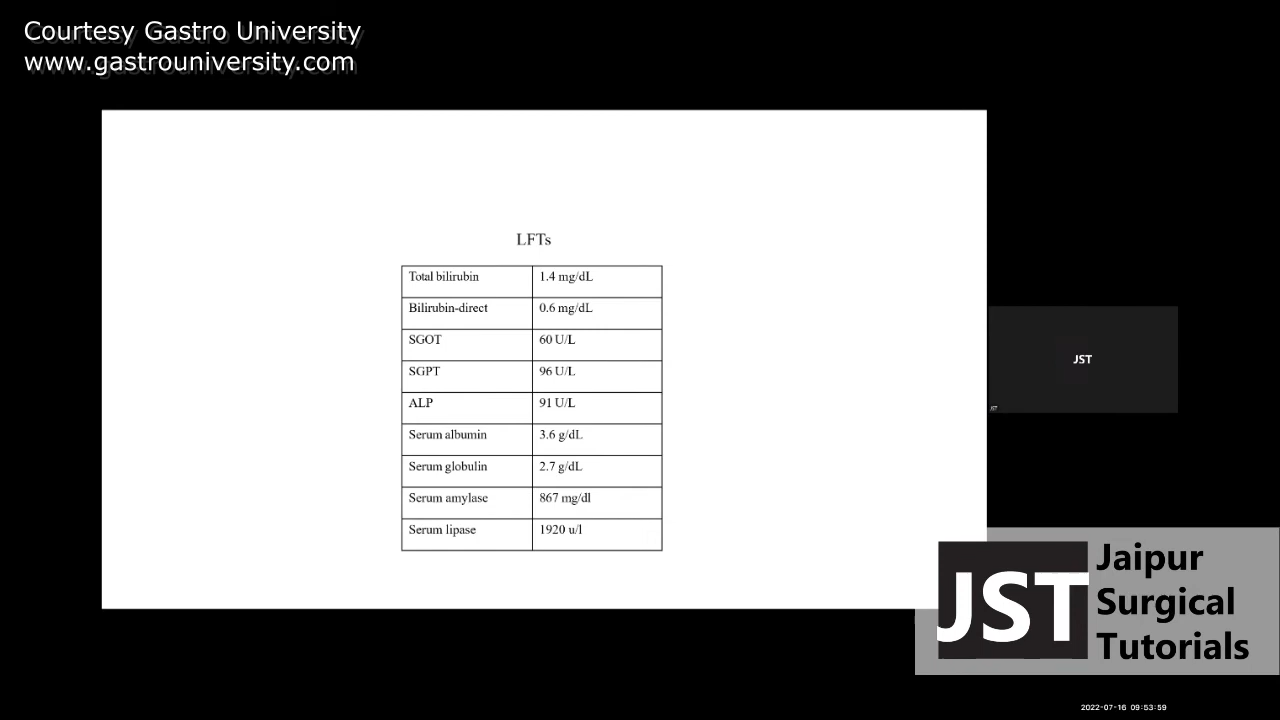 Courtesy Gastro University
www.gastrouniversity.com
LFTs
Total bilirubin 1.4 mg/dL
Bilirubin-direct 0.6 mg/dL
SGOT 60 U/L
SGPT 96 U/L
ALP 91 U/L
Serum albumin 3.6 g/dL
Serum globulin 2.7 g/dL
Serum amylase 867 mg/dl
Serum lipase 1920 u/l
JST
JST
JST
Jaipur
Surgical
Tutorials
2022-07-16 09:53:59